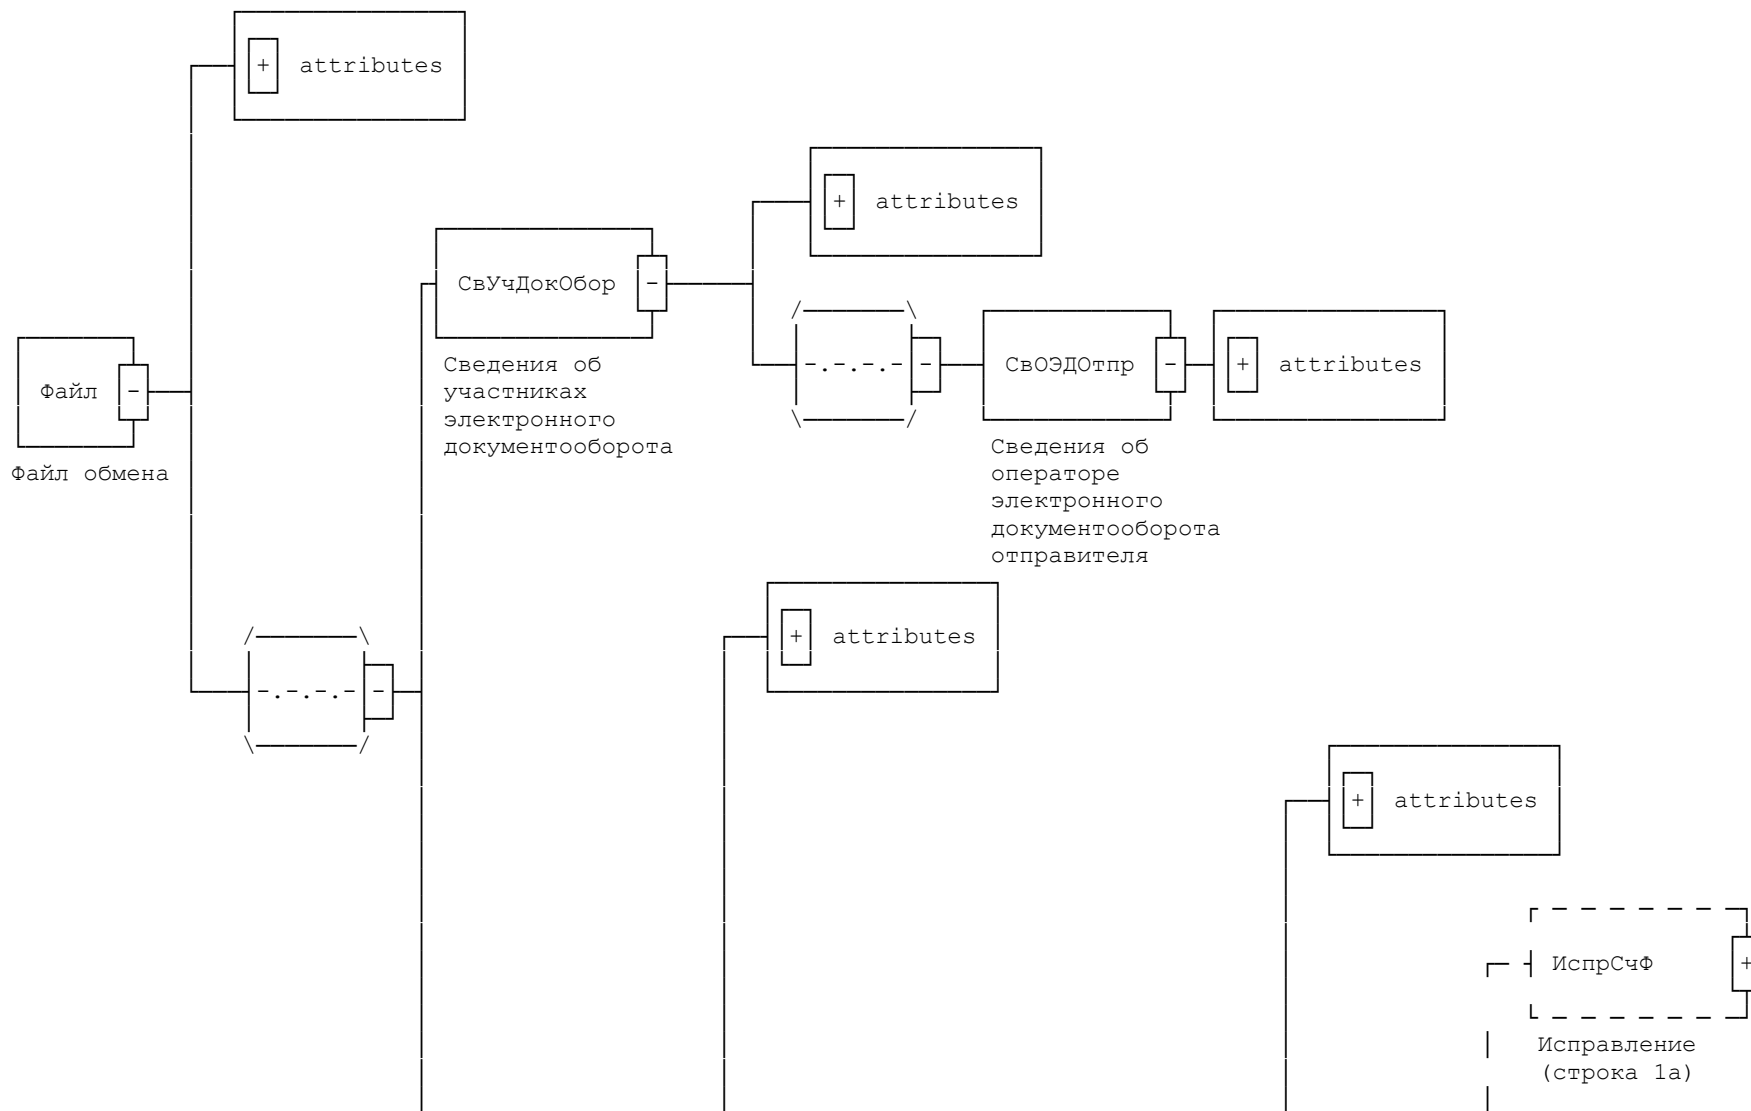 + attributes
+ attributes
СвУчДокОбор -
Сведения об
участниках
электронного
документооборота
-.-.-.- -
СвОЭДОтпр -
+ attributes
Файл -
Файл обмена
Сведения об
операторе
электронного
документооборота
отправителя
+ attributes
-.-.-.- -
+ attributes
ИспрСчФ +
Исправление
(строка 1а)